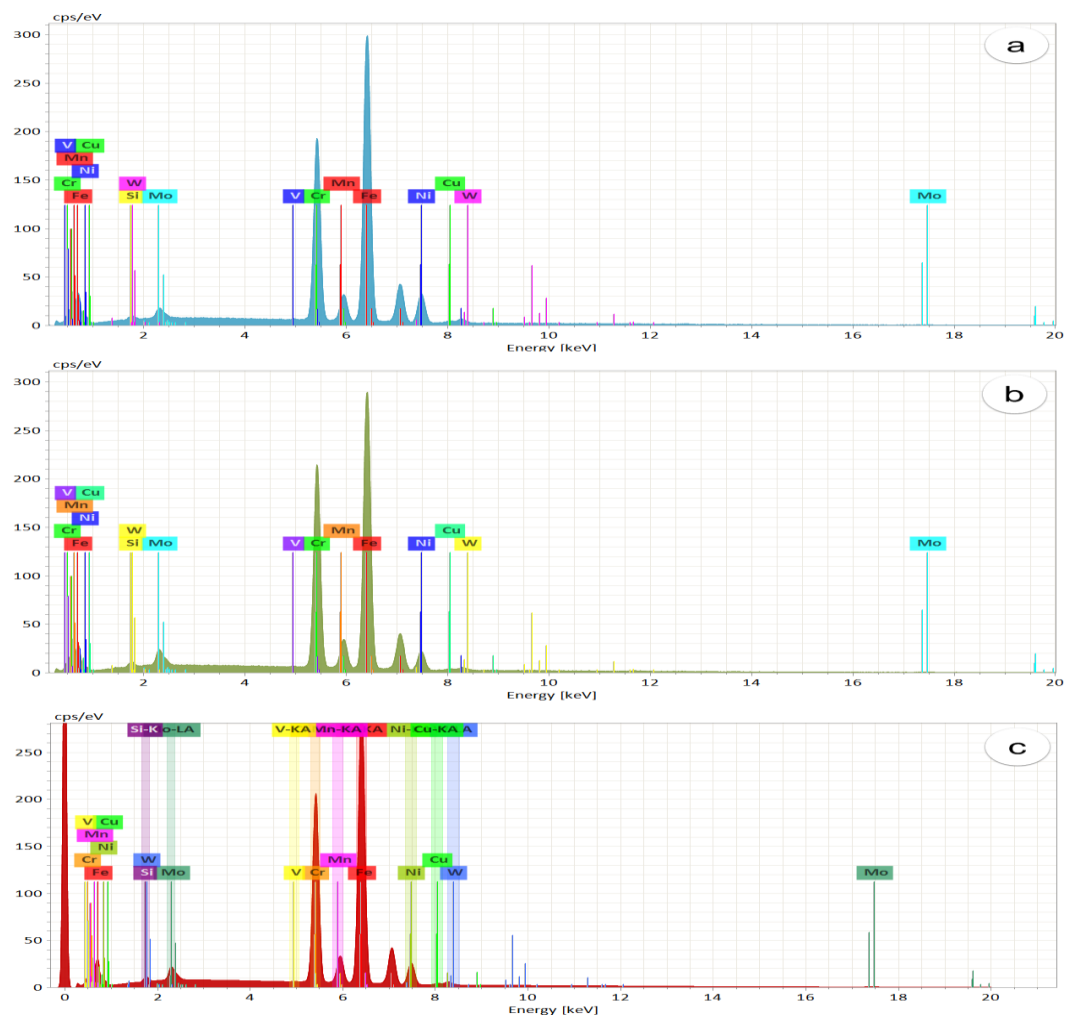 cps/eV
a
300
250
200
150
100
50
0
V Cu
Mn
Ni
Cr
Fe
W
Si Mo
V Cr Mn Fe Ni Cu W Mo
2 4 6 8 10 12 14 16 18 20
Energy [keV]
cps/eV
b
300
250
200
150
100
50
0
V Cu
Mn
Ni
Cr
Fe
W
Si Mo
V Cr Mn Fe Ni Cu W Mo
2 4 6 8 10 12 14 16 18 20
Energy [keV]
cps/eV
c
Si-K o-LA V-KA Mn-KA KA Ni- Cu-KA A
250
200
150
100
50
0
V Cu
Mn
Ni
Cr
Fe
W
Si Mo
V Cr Mn Fe Ni Cu W Mo
0 2 4 6 8 10 12 14 16 18 20
Energy [keV]